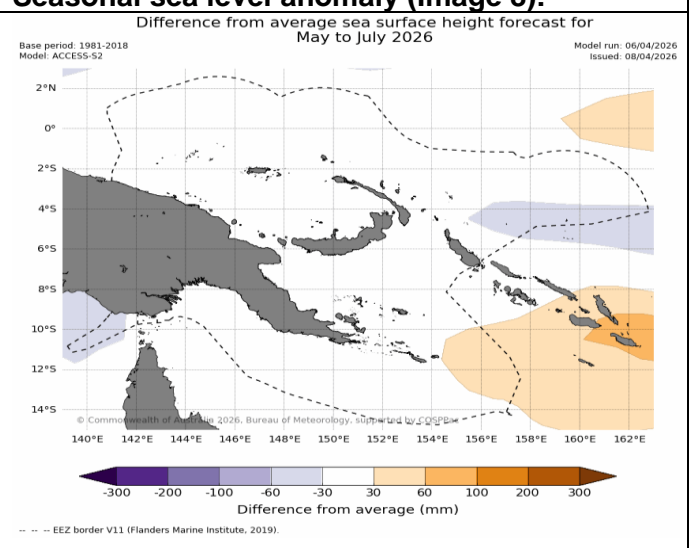 Seasonal sea level anomaly (Image 8):
Difference from average sea surface height forecast for
May to July 2026
Base period: 1981-2018
Model: ACCESS-S2
Model run: 06/04/2026
Issued: 08/04/2026
2°N
0°
2°S
4°S
6°S
8°S
10°S
12°S
14°S
© Commonwealth of Australia 2026, Bureau of Meteorology, supported by COSPPac
140°E 142°E 144°E 146°E 148°E 150°E 152°E 154°E 156°E 158°E 160°E 162°E
-300 -200 -100 -60 -30 30 60 100 200 300
Difference from average (mm)
-- -- -- EEZ border V11 (Flanders Marine Institute, 2019).